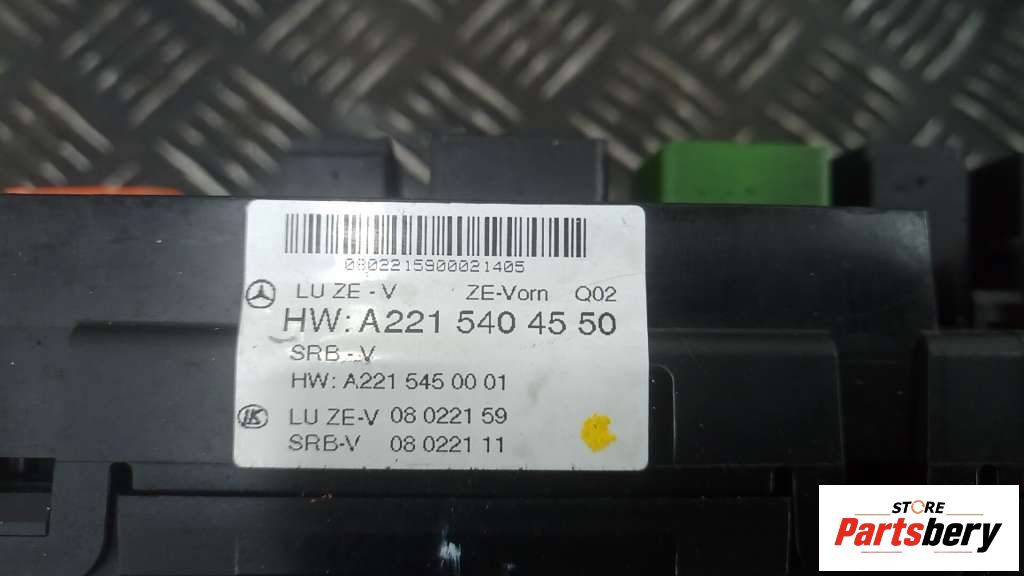 0802215900021405
LU ZE - V ZE-Vorn Q02
HW: A221 540 45 50
SRB - V
HW: A221 545 00 01
LK LU ZE-V 08 0221 59
SRB-V 08 0221 11
STORE
Partsbery